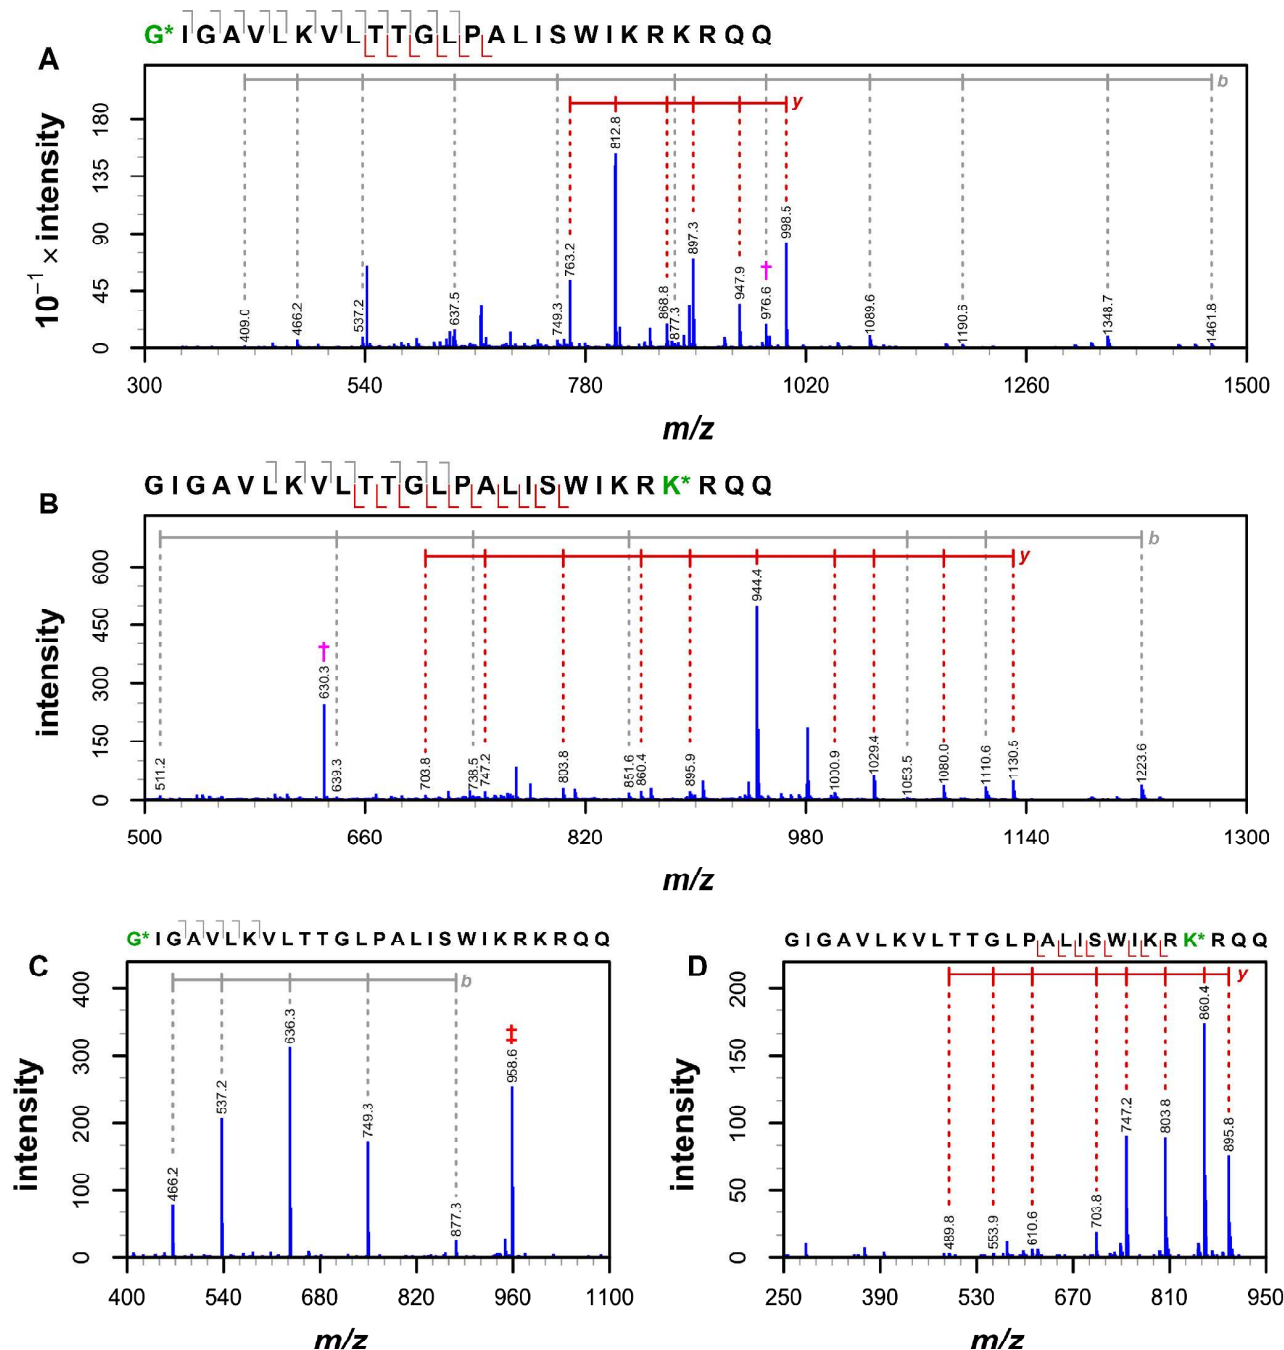 G* I G A V L K V L T T G L P A L I S W I K R K R Q Q
A
b
y
180
135
90
45
0
10⁻¹ × intensity
409.0
466.2
537.2
637.5
749.3
763.2
812.8
868.8
877.3
897.3
947.9
†
976.6
998.5
1089.6
1190.6
1348.7
1461.8
300 540 780 1020 1260 1500
m/z
G I G A V L K V L T T G L P A L I S W I K R K* R Q Q
B
b
y
600
450
300
150
0
intensity
511.2
†
630.3
639.3
703.8
738.5
747.2
803.8
851.6
860.4
895.9
944.4
1000.9
1029.4
1053.5
1080.0
1110.6
1130.5
1223.6
500 660 820 980 1140 1300
m/z
G* I G A V L K V L T T G L P A L I S W I K R K R Q Q
C
b
400
300
200
100
0
intensity
466.2
537.2
636.3
749.3
877.3
‡
958.6
400 540 680 820 960 1100
m/z
G I G A V L K V L T T G L P A L I S W I K R K* R Q Q
D
y
200
150
100
50
0
intensity
489.8
553.9
610.6
703.8
747.2
803.8
860.4
895.8
250 390 530 670 810 950
m/z